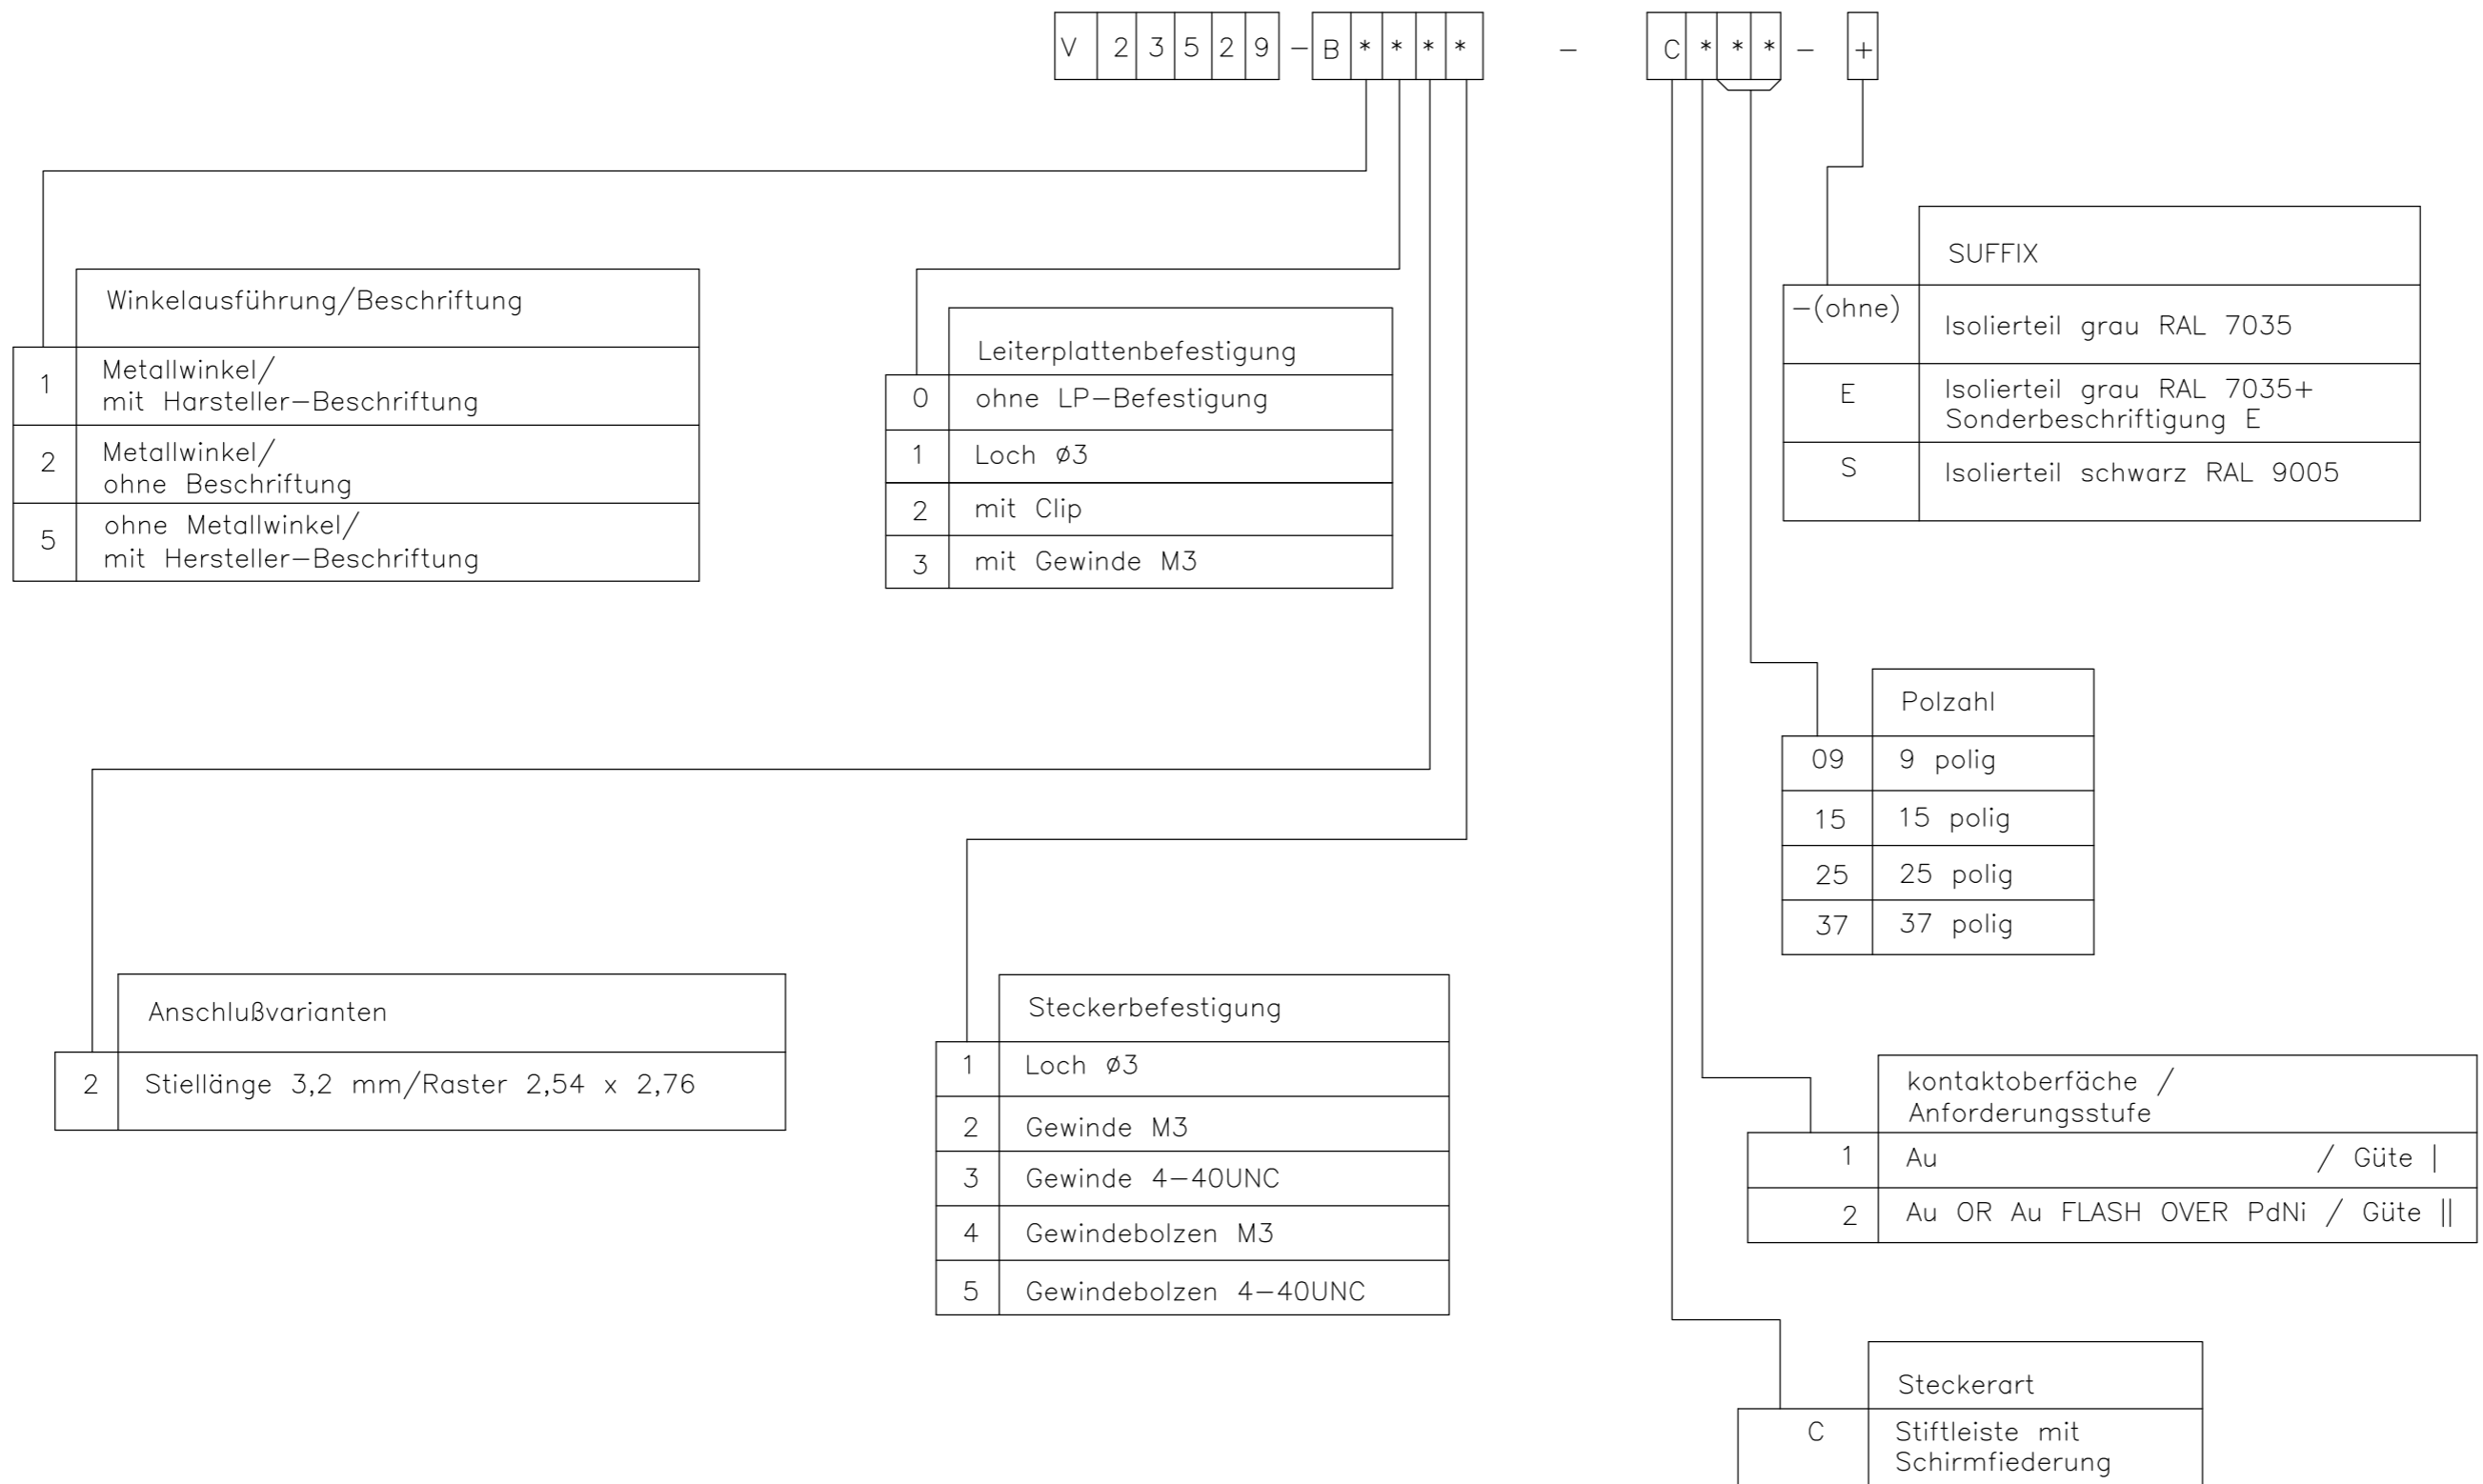 V 2 3 5 2 9 - B * * * * - C * * * - +
Winkelausführung/Beschriftung
1 Metallwinkel/
mit Harsteller-Beschriftung
2 Metallwinkel/
ohne Beschriftung
5 ohne Metallwinkel/
mit Hersteller-Beschriftung
Leiterplattenbefestigung
0 ohne LP-Befestigung
1 Loch ø3
2 mit Clip
3 mit Gewinde M3
SUFFIX
-(ohne) Isolierteil grau RAL 7035
E Isolierteil grau RAL 7035+
Sonderbeschriftigung E
S Isolierteil schwarz RAL 9005
Polzahl
09 9 polig
15 15 polig
25 25 polig
37 37 polig
Anschlußvarianten
2 Stiellänge 3,2 mm/Raster 2,54 x 2,76
Steckerbefestigung
1 Loch ø3
2 Gewinde M3
3 Gewinde 4-40UNC
4 Gewindebolzen M3
5 Gewindebolzen 4-40UNC
kontaktoberfäche /
Anforderungsstufe
1 Au / Güte |
2 Au OR Au FLASH OVER PdNi / Güte ||
Steckerart
C Stiftleiste mit
Schirmfiederung